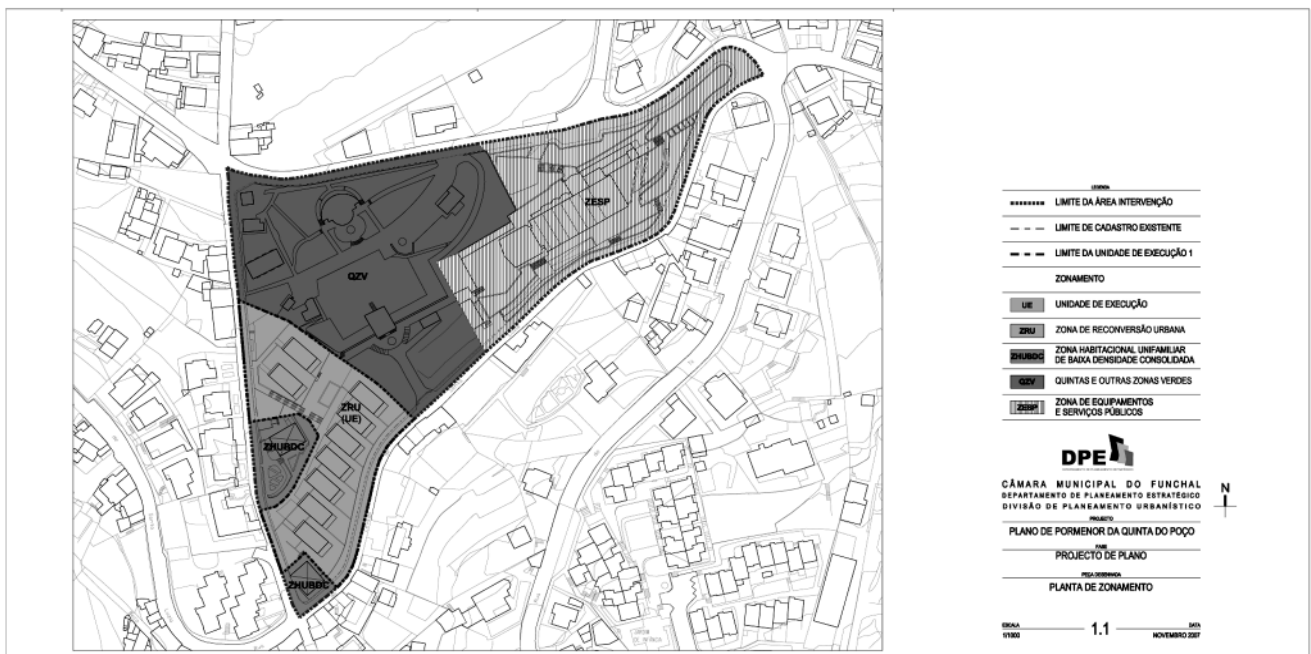 ZESP
QZV
ZRU
(UE)
ZHUBDC
ZHUBDC
LEGENDA
LIMITE DA ÁREA INTERVENÇÃO
LIMITE DE CADASTRO EXISTENTE
LIMITE DA UNIDADE DE EXECUÇÃO 1
ZONAMENTO
UE UNIDADE DE EXECUÇÃO
ZRU ZONA DE RECONVERSÃO URBANA
ZHUBDC ZONA HABITACIONAL UNIFAMILIAR
DE BAIXA DENSIDADE CONSOLIDADA
QZV QUINTAS E OUTRAS ZONAS VERDES
ZESP ZONA DE EQUIPAMENTOS
E SERVIÇOS PÚBLICOS
DPE
CÂMARA MUNICIPAL DO FUNCHAL
DEPARTAMENTO DE PLANEAMENTO ESTRATÉGICO
DIVISÃO DE PLANEAMENTO URBANÍSTICO
N
PROJECTO
PLANO DE PORMENOR DA QUINTA DO POÇO
FASE
PROJECTO DE PLANO
PEÇA DESENHADA
PLANTA DE ZONAMENTO
ESCALA
1/1000
1.1
DATA
NOVEMBRO 2007